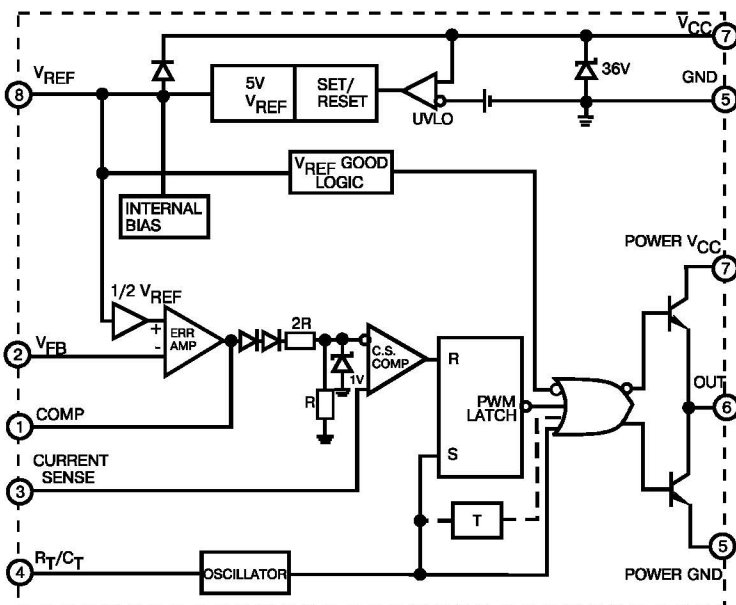 VCC
7
VREF
8
5V
VREF
SET/
RESET
36V
GND
5
UVLO
VREF GOOD
LOGIC
INTERNAL
BIAS
POWER VCC
7
1/2 VREF
+
-
ERR
AMP
2R
C.S.
COMP
1V
R
VFB
2
COMP
1
CURRENT
SENSE
3
R
PWM
LATCH
S
OUT
6
T
RT/CT
4
OSCILLATOR
5
POWER GND